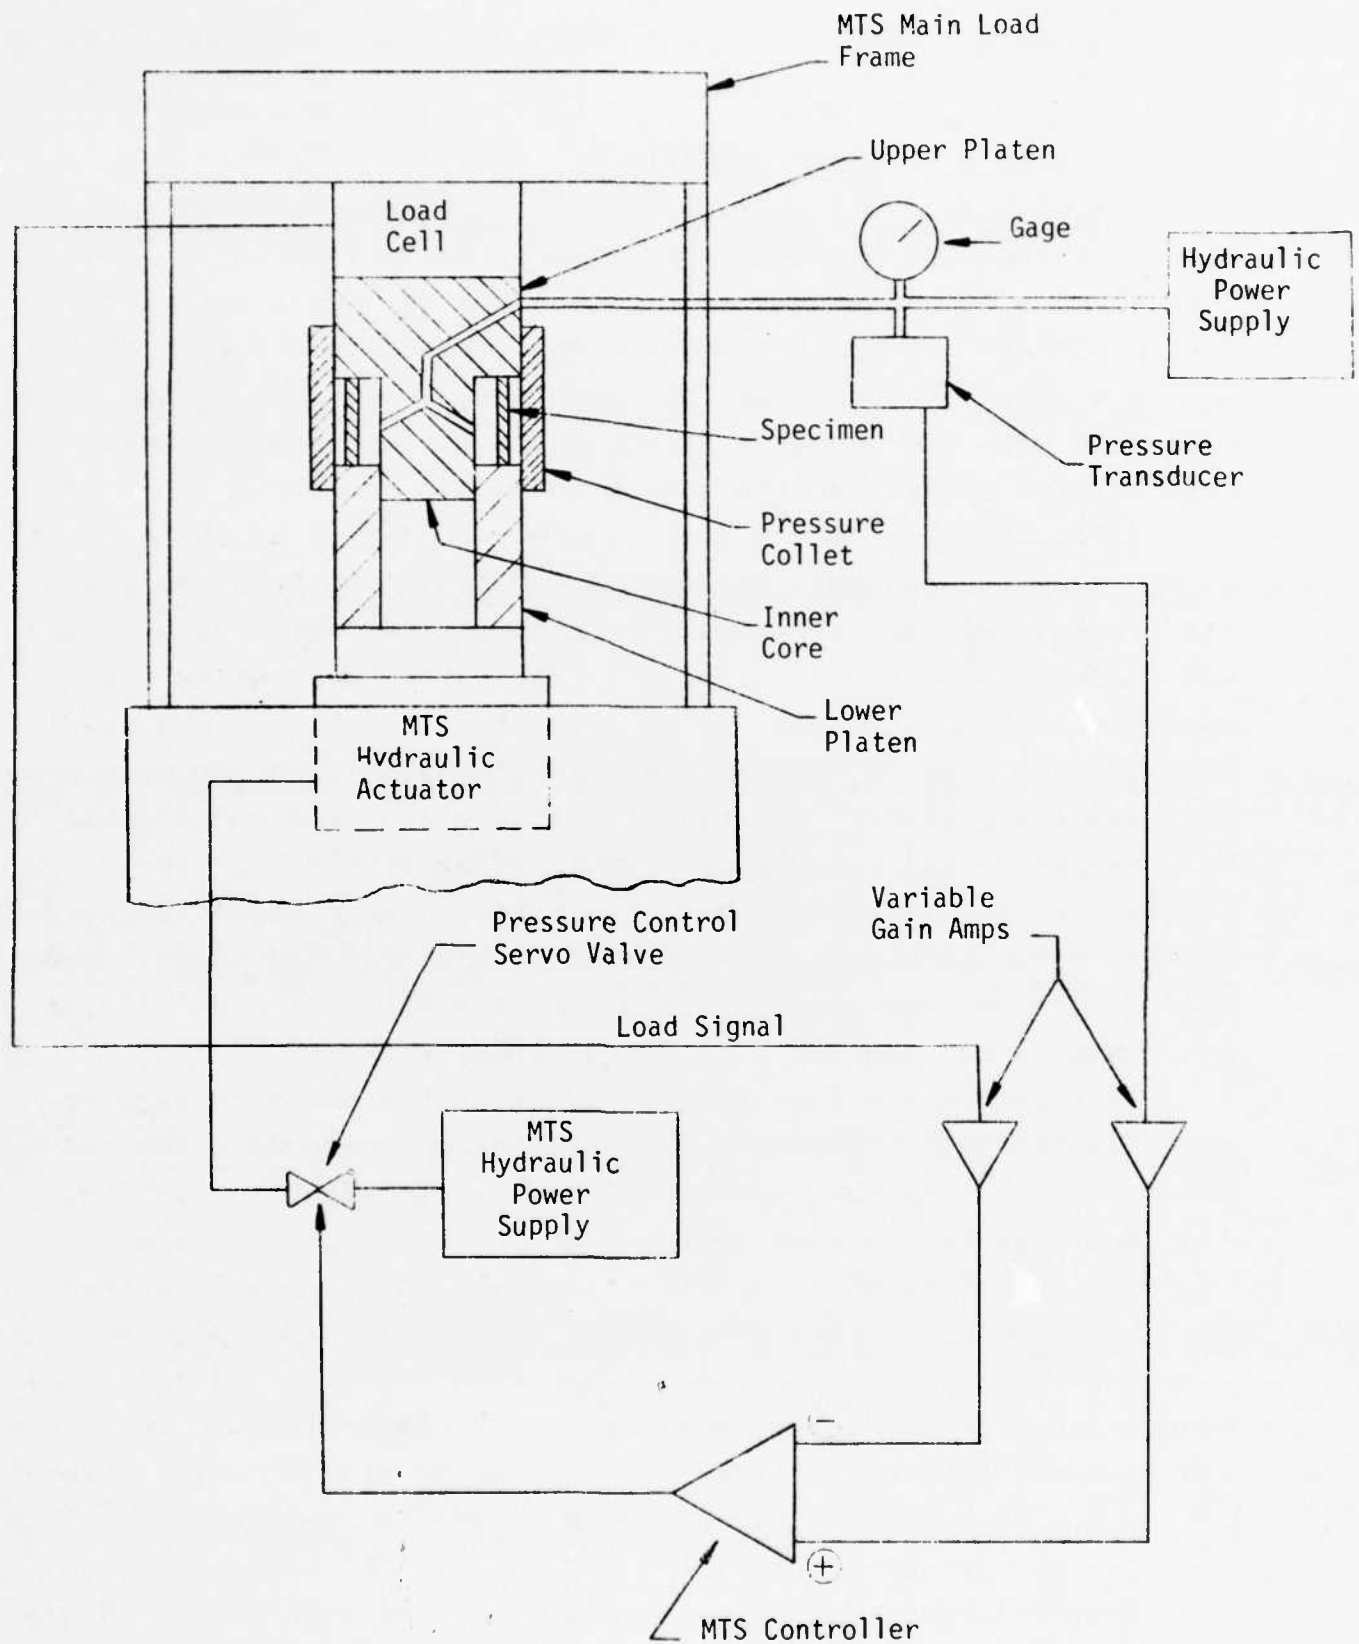 MTS Main Load
Frame
Upper Platen
Load
Cell
Gage
Hydraulic
Power
Supply
Specimen
Pressure
Transducer
Pressure
Collet
Inner
Core
Lower
Platen
MTS
Hydraulic
Actuator
Variable
Gain Amps
Pressure Control
Servo Valve
Load Signal
MTS
Hydraulic
Power
Supply
−
+
MTS Controller